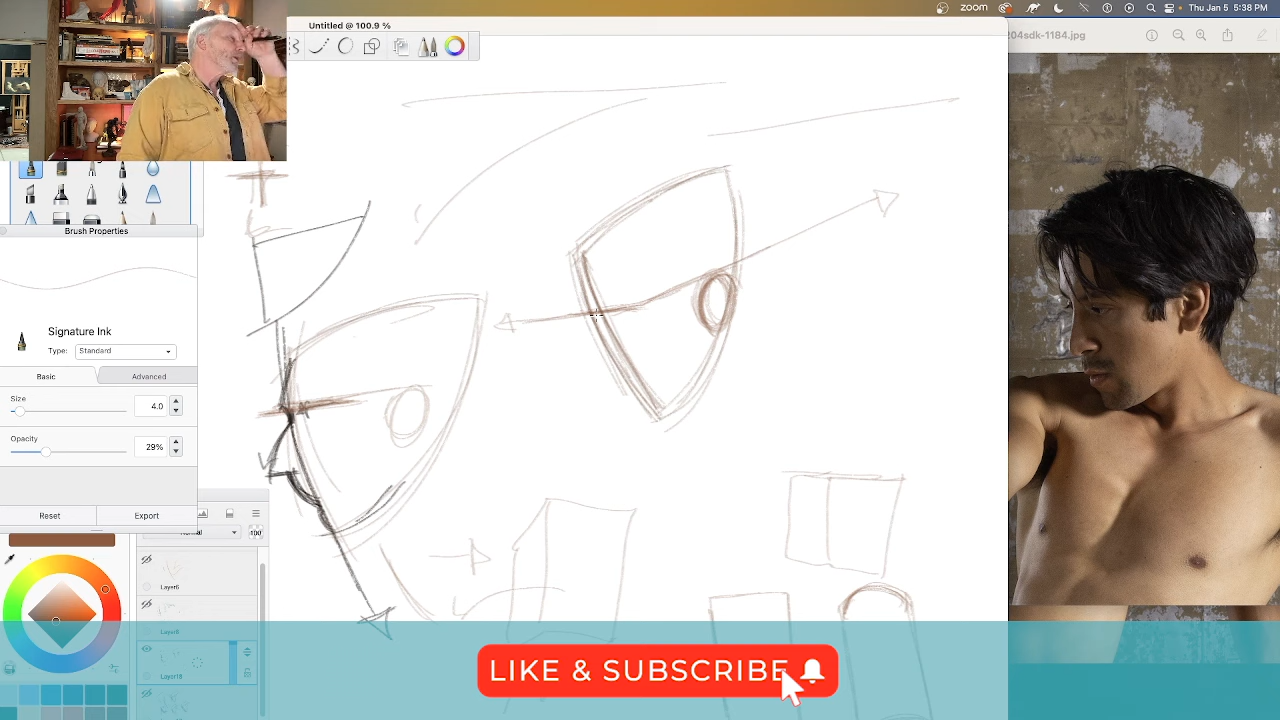 zoom
Thu Jan 5 5:38 PM
Untitled @ 100.9 %
204sdk-1184.jpg
Brush Properties
Signature Ink
Type: Standard
Basic
Advanced
Size
4.0
Opacity
29%
Reset
Export
100
Layer6
Layer8
Layer18
LIKE & SUBSCRIBE